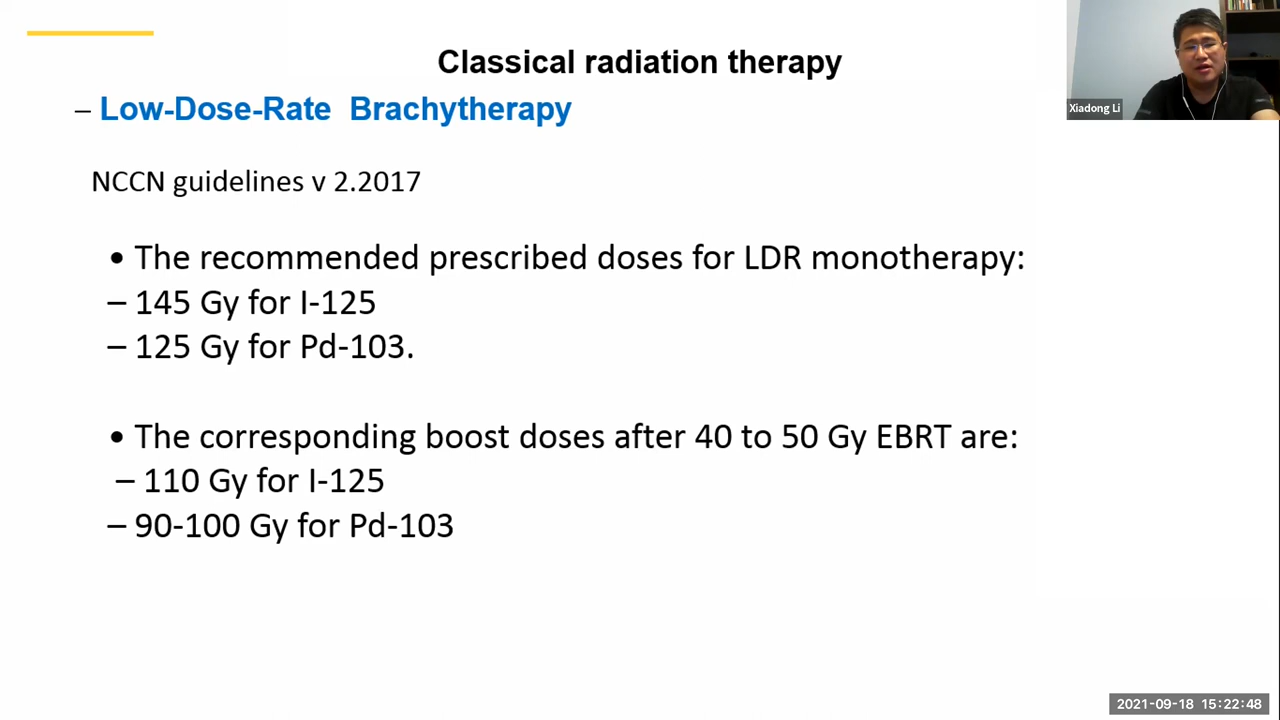 Classical radiation therapy
– Low-Dose-Rate Brachytherapy
Xiadong Li
NCCN guidelines v 2.2017
• The recommended prescribed doses for LDR monotherapy:
– 145 Gy for I-125
– 125 Gy for Pd-103.
• The corresponding boost doses after 40 to 50 Gy EBRT are:
– 110 Gy for I-125
– 90-100 Gy for Pd-103
2021-09-18 15:22:48